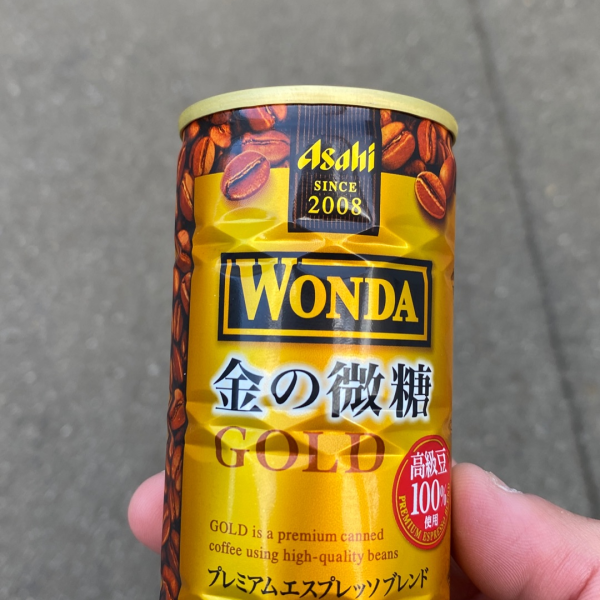 Asahi
SINCE
2008
WONDA
金の微糖
GOLD
高級豆
100%
使用
PREMIUM ESPRESSO
GOLD is a premium canned
coffee using high-quality beans
プレミアムエスプレッソブレンド